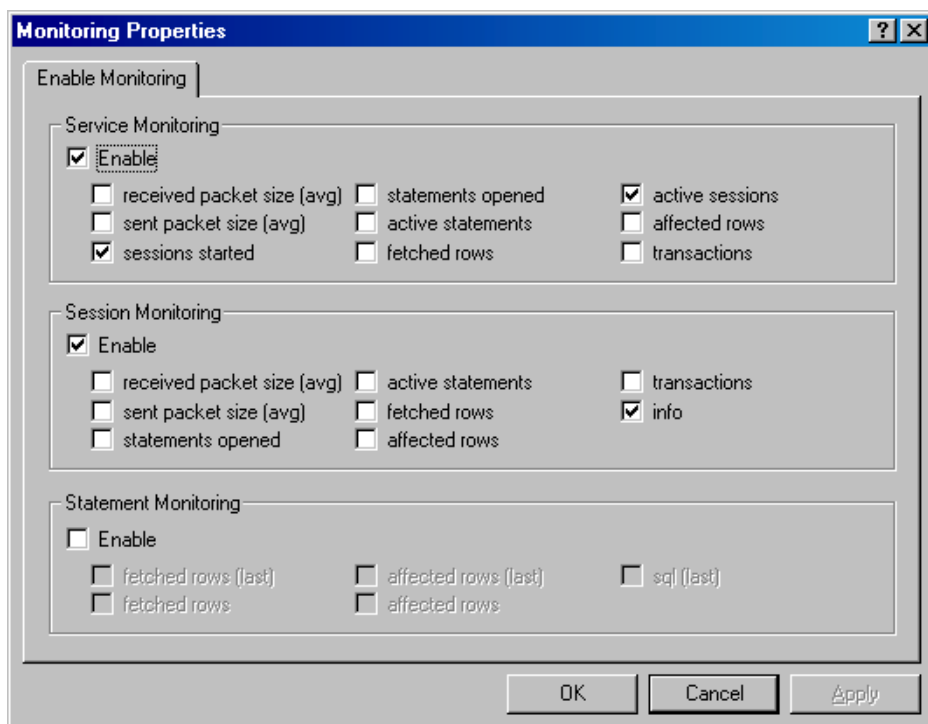 Monitoring Properties
Enable Monitoring
Service Monitoring
Enable
received packet size (avg) statements opened active sessions
sent packet size (avg) active statements affected rows
sessions started fetched rows transactions
Session Monitoring
Enable
received packet size (avg) active statements transactions
sent packet size (avg) fetched rows info
statements opened affected rows
Statement Monitoring
Enable
fetched rows (last) affected rows (last) sql (last)
fetched rows affected rows
OK Cancel Apply